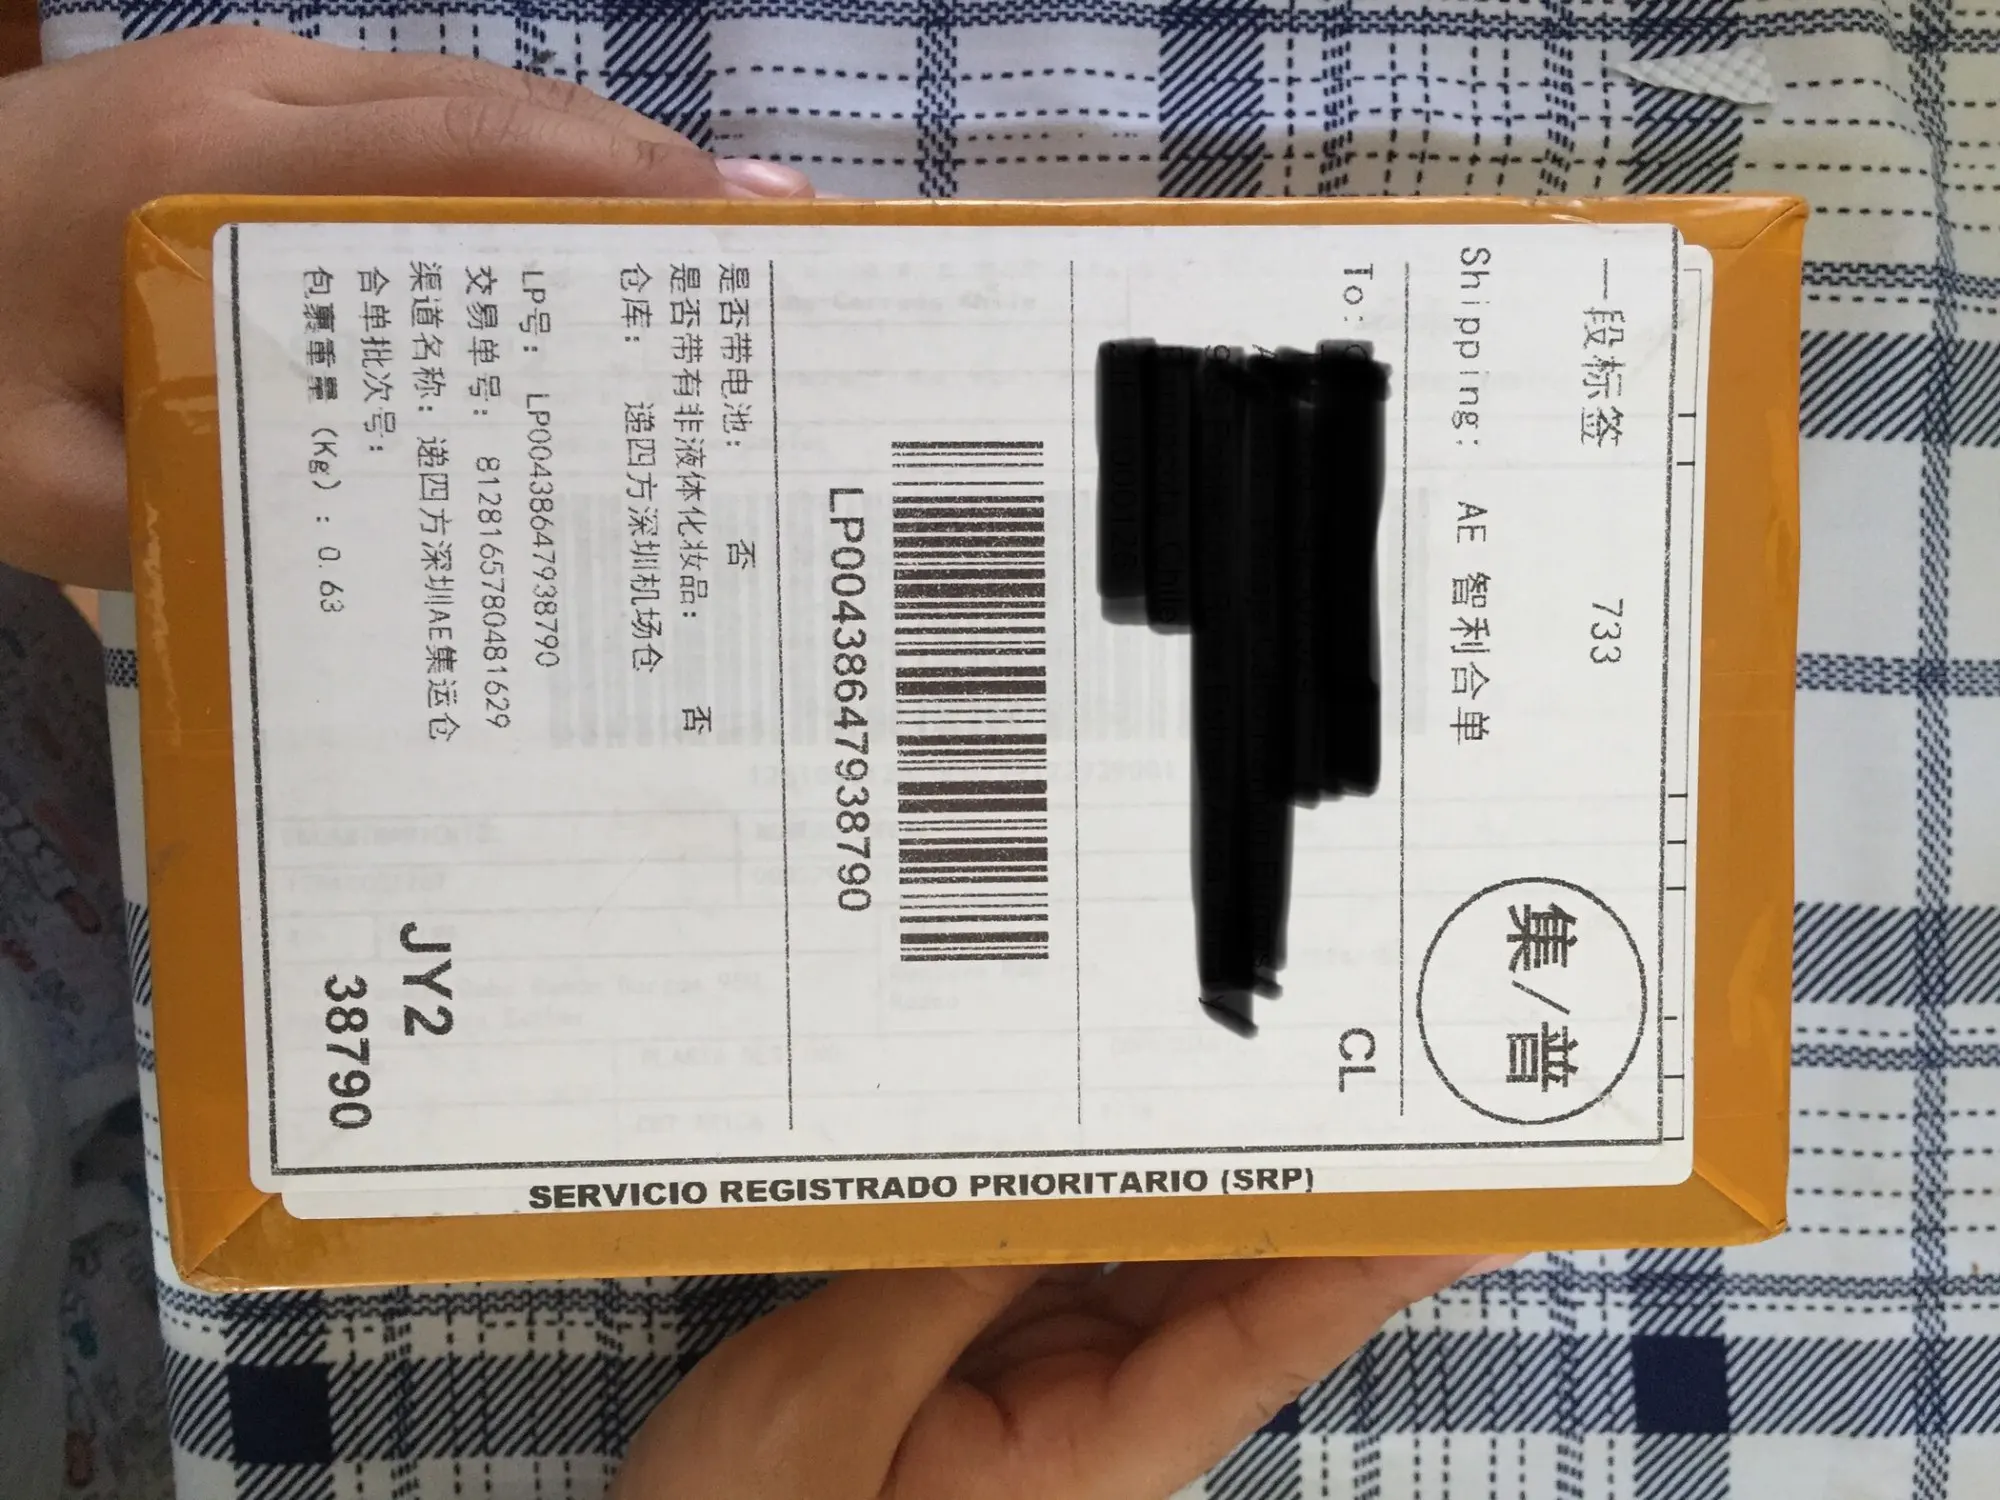 一段标签 733
集/普
Shipping: AE 智利合单
To: CL
LP00438647938790
是否带电池: 否
是否带有非液体化妆品: 否
仓库: 递四方深圳机场仓
LP号: LP00438647938790
交易单号: 8128165780481629
渠道名称: 递四方深圳AE集运仓
合单批次号:
包裹重量 (Kg) : 0.63
JY2
38790
SERVICIO REGISTRADO PRIORITARIO (SRP)